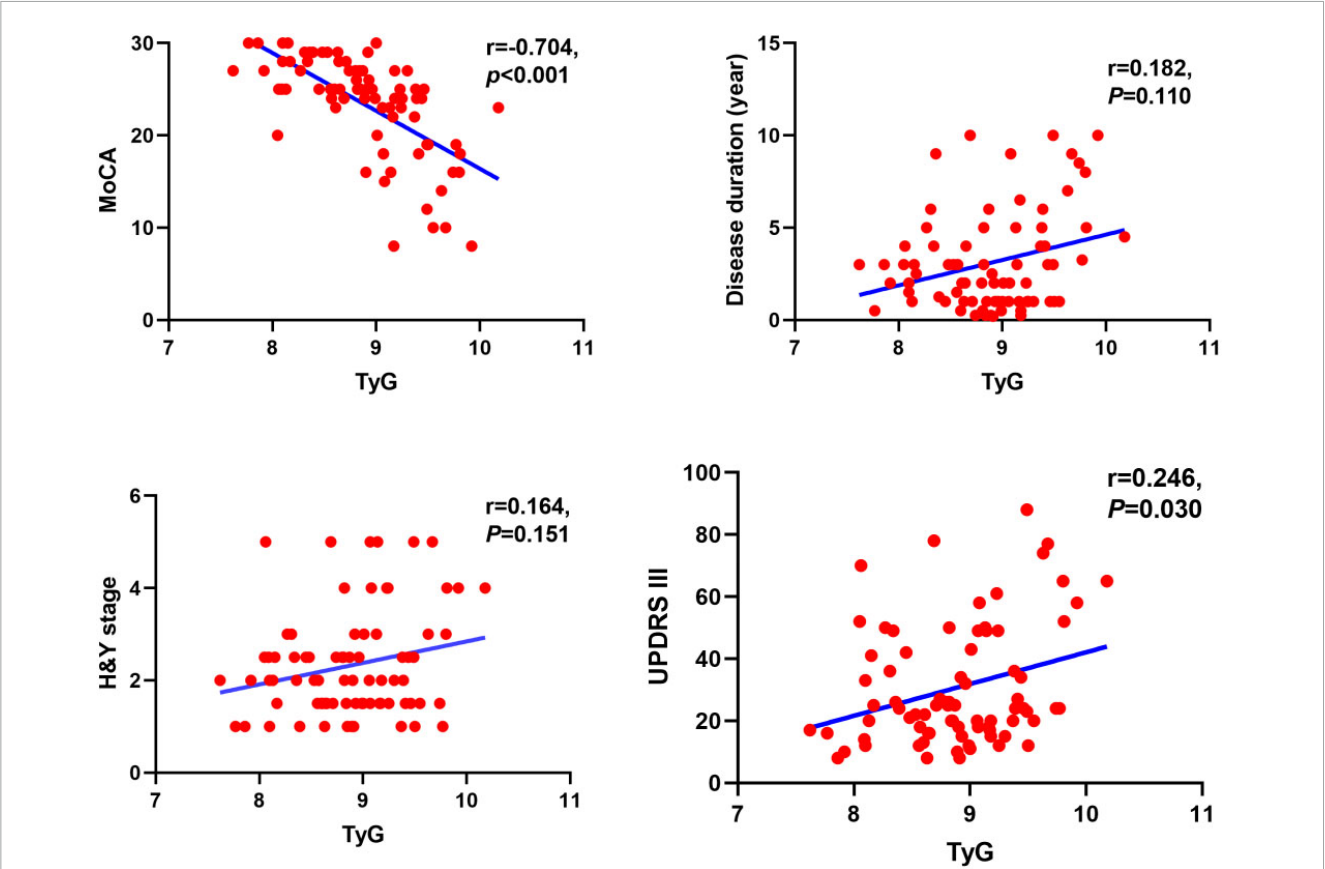 30
20
10
0
MoCA
r=-0.704,
p<0.001
7 8 9 10 11
TyG
15
10
5
0
Disease duration (year)
r=0.182,
P=0.110
7 8 9 10 11
TyG
6
4
2
0
H&Y stage
r=0.164,
P=0.151
7 8 9 10 11
TyG
100
80
60
40
20
0
UPDRS III
r=0.246,
P=0.030
7 8 9 10 11
TyG